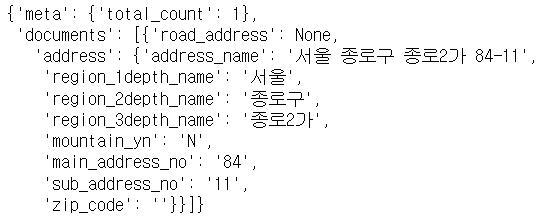 {'meta': {'total_count': 1},
 'documents': [{'road_address': None,
   'address': {'address_name': '서울 종로구 종로2가 84-11',
    'region_1depth_name': '서울',
    'region_2depth_name': '종로구',
    'region_3depth_name': '종로2가',
    'mountain_yn': 'N',
    'main_address_no': '84',
    'sub_address_no': '11',
    'zip_code': ''}}]}